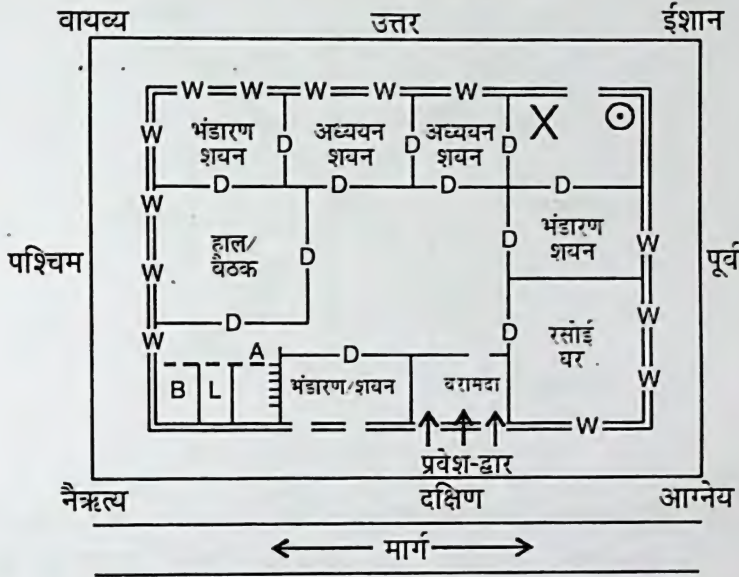 वायव्य उत्तर ईशान
W W W W W
W भंडारण D अध्ययन D अध्ययन D X ⊙
शयन शयन शयन
D D D
W
हाल/ D D भंडारण W
बैठक शयन
पश्चिम W पूर्व
D D रसोई W
W घर
A D
B L भंडारण/शयन बरामदा W
W
प्रवेश-द्वार
नैऋत्य दक्षिण आग्नेय
मार्ग